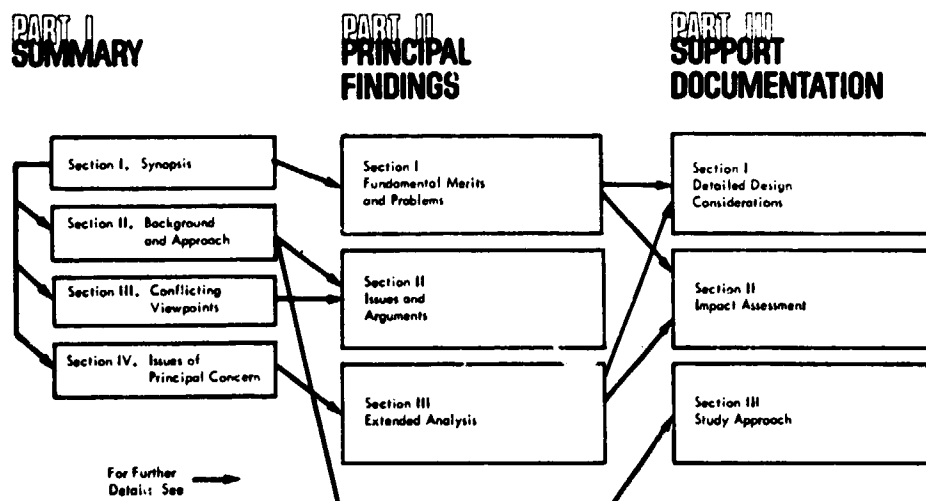 PART I
SUMMARY
Section I. Synopsis
Section II. Background
and Approach
Section III. Conflicting
Viewpoints
Section IV. Issues of
Principal Concern
For Further
Details See
PART II
PRINCIPAL
FINDINGS
Section I
Fundamental Merits
and Problems
Section II
Issues and
Arguments
Section III
Extended Analysis
PART III
SUPPORT
DOCUMENTATION
Section I
Detailed Design
Considerations
Section II
Impact Assessment
Section III
Study Approach